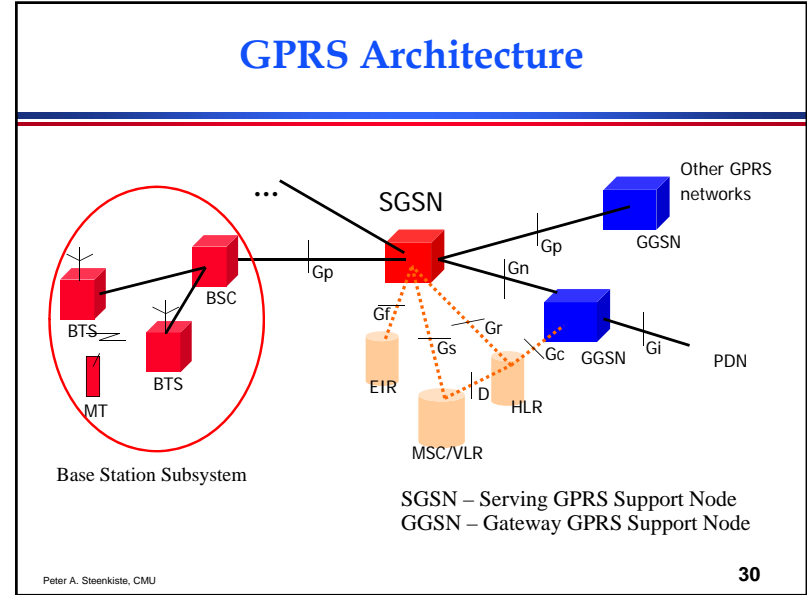 GPRS Architecture
Other GPRS
networks
...
SGSN
GGSN
Gp
Gp
Gn
BSC
BTS
BTS
MT
Gf
Gs
Gr
Gc
GGSN
Gi
PDN
EIR
D
HLR
MSC/VLR
Base Station Subsystem
SGSN – Serving GPRS Support Node
GGSN – Gateway GPRS Support Node
Peter A. Steenkiste, CMU
30